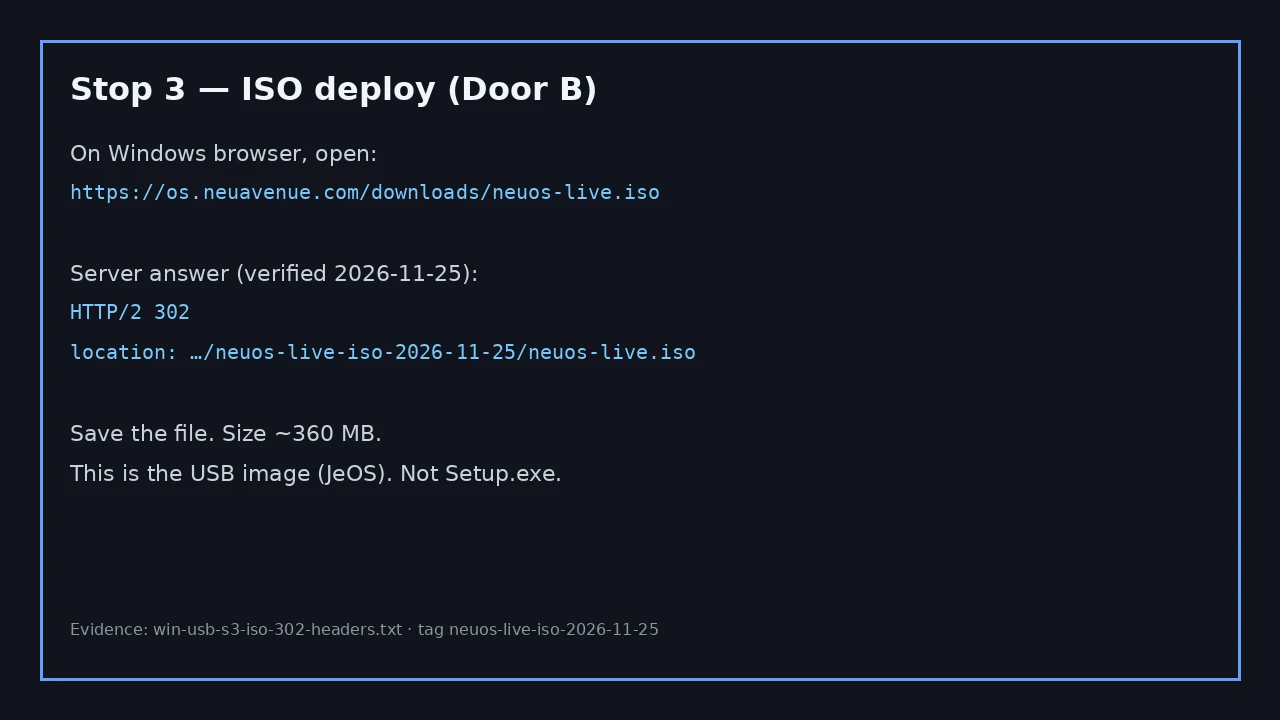 Stop 3 — ISO deploy (Door B)
On Windows browser, open:
https://os.neuavenue.com/downloads/neuos-live.iso
Server answer (verified 2026-11-25):
HTTP/2 302
location: …/neuos-live-iso-2026-11-25/neuos-live.iso
Save the file. Size ~360 MB.
This is the USB image (JeOS). Not Setup.exe.
Evidence: win-usb-s3-iso-302-headers.txt · tag neuos-live-iso-2026-11-25